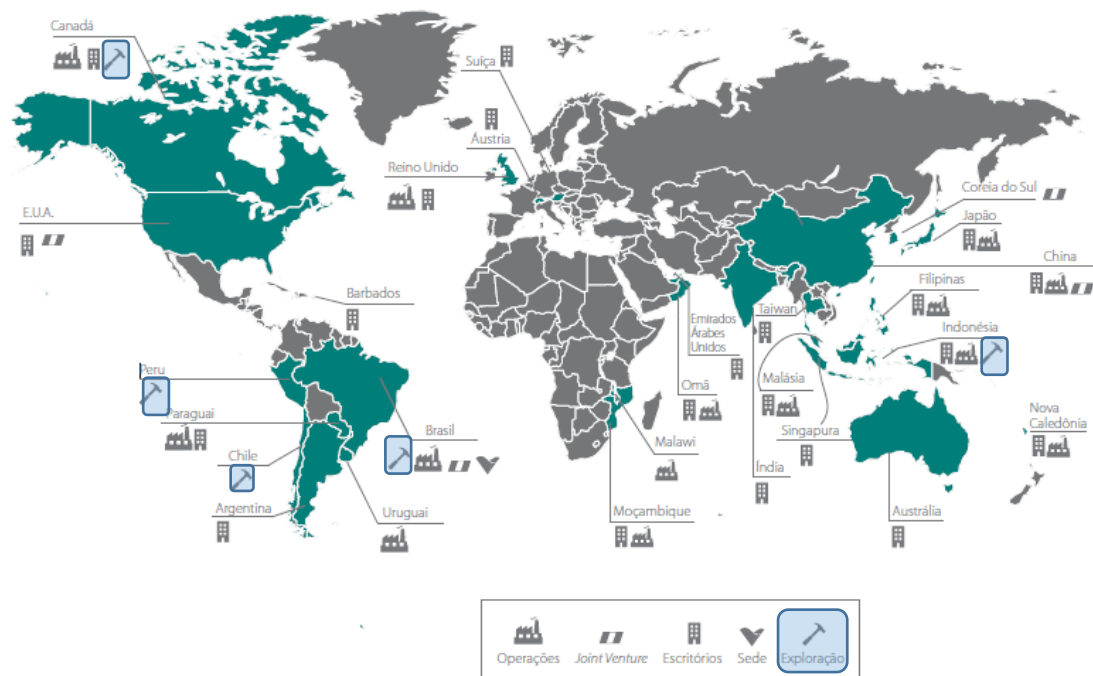 Canadá
Suíça
Áustria
Reino Unido
Coreia do Sul
E.U.A.
Japão
China
Barbados
Filipinas
Taiwan
Emirados
Árabes
Unidos
Indonésia
Peru
Omã
Malásia
Paraguai
Nova
Caledônia
Brasil
Malawi
Singapura
Chile
Índia
Argentina
Uruguai
Moçambique
Austrália
Operações
Joint Venture
Escritórios
Sede
Exploração